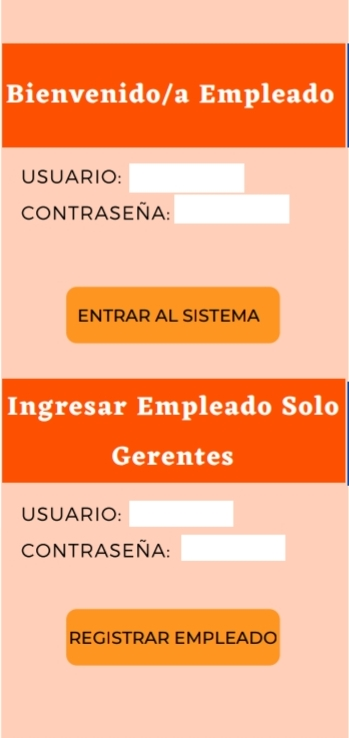 Bienvenido/a Empleado
USUARIO:
CONTRASEÑA:
ENTRAR AL SISTEMA
Ingresar Empleado Solo
Gerentes
USUARIO:
CONTRASEÑA:
REGISTRAR EMPLEADO